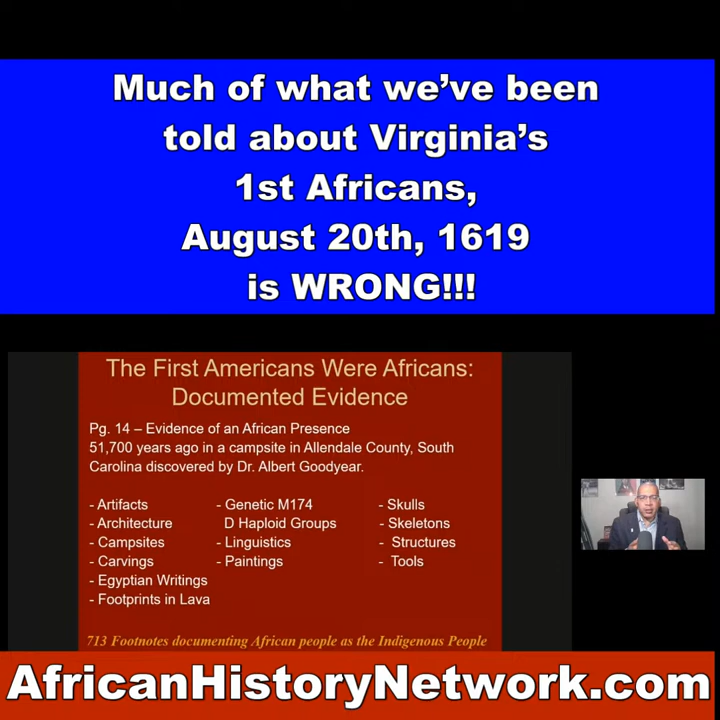 Much of what we've been
told about Virginia's
1st Africans,
August 20th, 1619
is WRONG!!!
The First Americans Were Africans:
Documented Evidence
Pg. 14 – Evidence of an African Presence
51,700 years ago in a campsite in Allendale County, South
Carolina discovered by Dr. Albert Goodyear.
- Artifacts - Genetic M174 - Skulls
- Architecture D Haploid Groups - Skeletons
- Campsites - Linguistics - Structures
- Carvings - Paintings - Tools
- Egyptian Writings
- Footprints in Lava
713 Footnotes documenting African people as the Indigenous People
AfricanHistoryNetwork.com